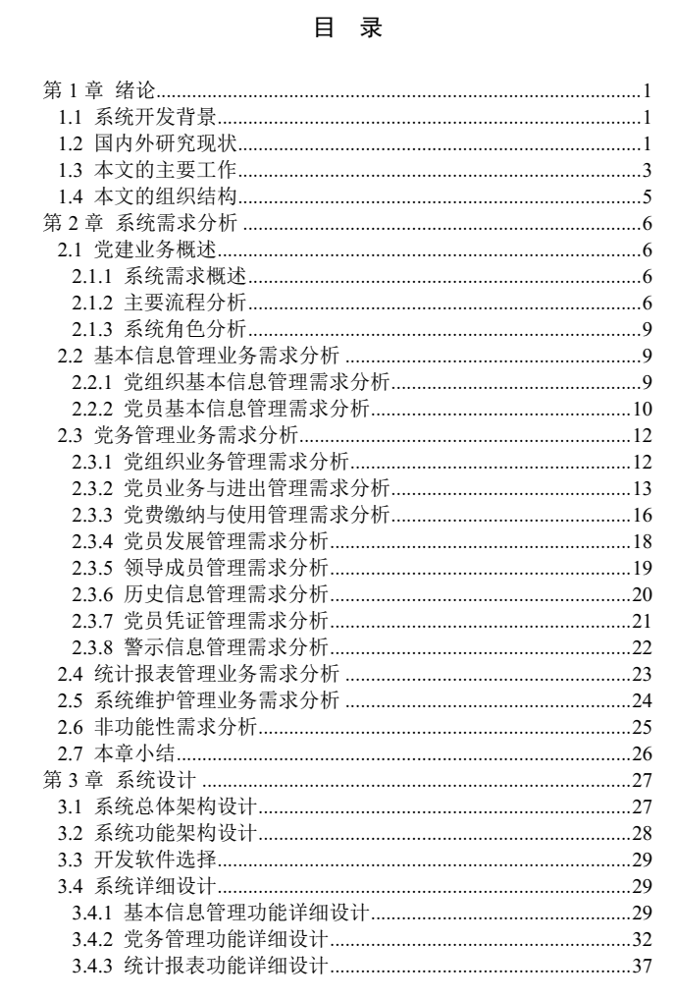 目 录
第 1 章 绪论.....1
1.1 系统开发背景.....1
1.2 国内外研究现状.....1
1.3 本文的主要工作.....3
1.4 本文的组织结构.....5
第 2 章 系统需求分析.....6
2.1 党建业务概述.....6
2.1.1 系统需求概述.....6
2.1.2 主要流程分析.....6
2.1.3 系统角色分析.....9
2.2 基本信息管理业务需求分析.....9
2.2.1 党组织基本信息管理需求分析.....9
2.2.2 党员基本信息管理需求分析.....10
2.3 党务管理业务需求分析.....12
2.3.1 党组织业务管理需求分析.....12
2.3.2 党员业务与进出管理需求分析.....13
2.3.3 党费缴纳与使用管理需求分析.....16
2.3.4 党员发展管理需求分析.....18
2.3.5 领导成员管理需求分析.....19
2.3.6 历史信息管理需求分析.....20
2.3.7 党员凭证管理需求分析.....21
2.3.8 警示信息管理需求分析.....22
2.4 统计报表管理业务需求分析.....23
2.5 系统维护管理业务需求分析.....24
2.6 非功能性需求分析.....25
2.7 本章小结.....26
第 3 章 系统设计.....27
3.1 系统总体架构设计.....27
3.2 系统功能架构设计.....28
3.3 开发软件选择.....29
3.4 系统详细设计.....29
3.4.1 基本信息管理功能详细设计.....29
3.4.2 党务管理功能详细设计.....32
3.4.3 统计报表功能详细设计.....37